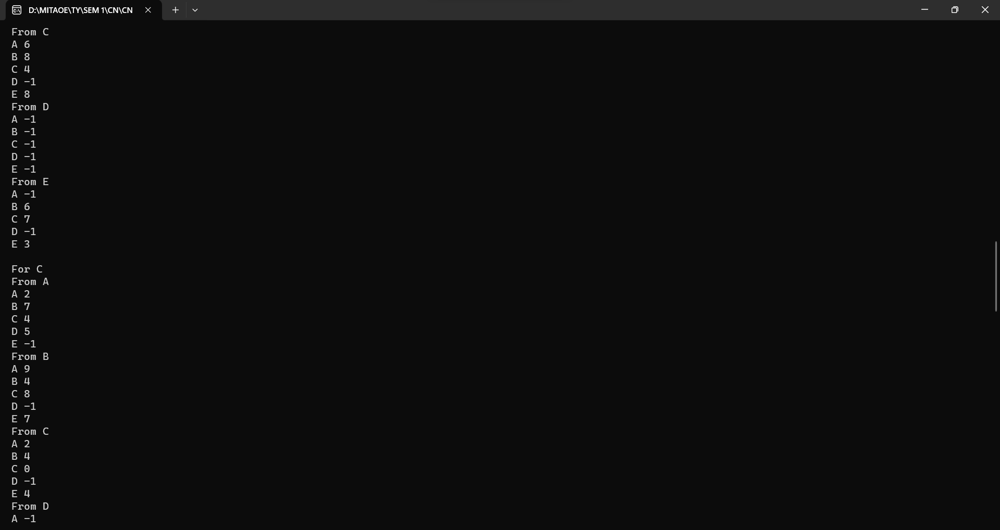 D:\MITAOE\TY\SEM 1\CN\CN
From C
A 6
B 8
C 4
D -1
E 8
From D
A -1
B -1
C -1
D -1
E -1
From E
A -1
B 6
C 7
D -1
E 3

For C
From A
A 2
B 7
C 4
D 5
E -1
From B
A 9
B 4
C 8
D -1
E 7
From C
A 2
B 4
C 0
D -1
E 4
From D
A -1